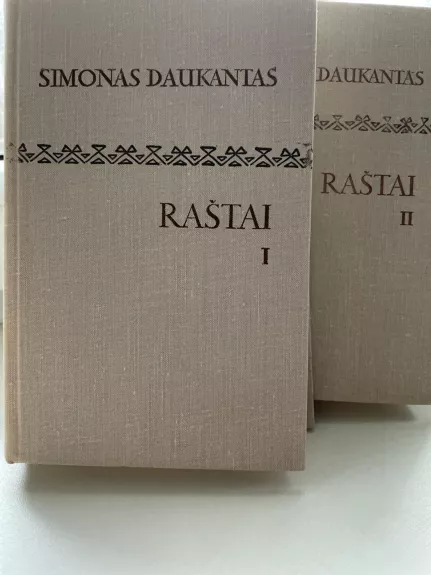 SIMONAS DAUKANTAS
RAŠTAI
I
DAUKANTAS
RAŠTAI
II